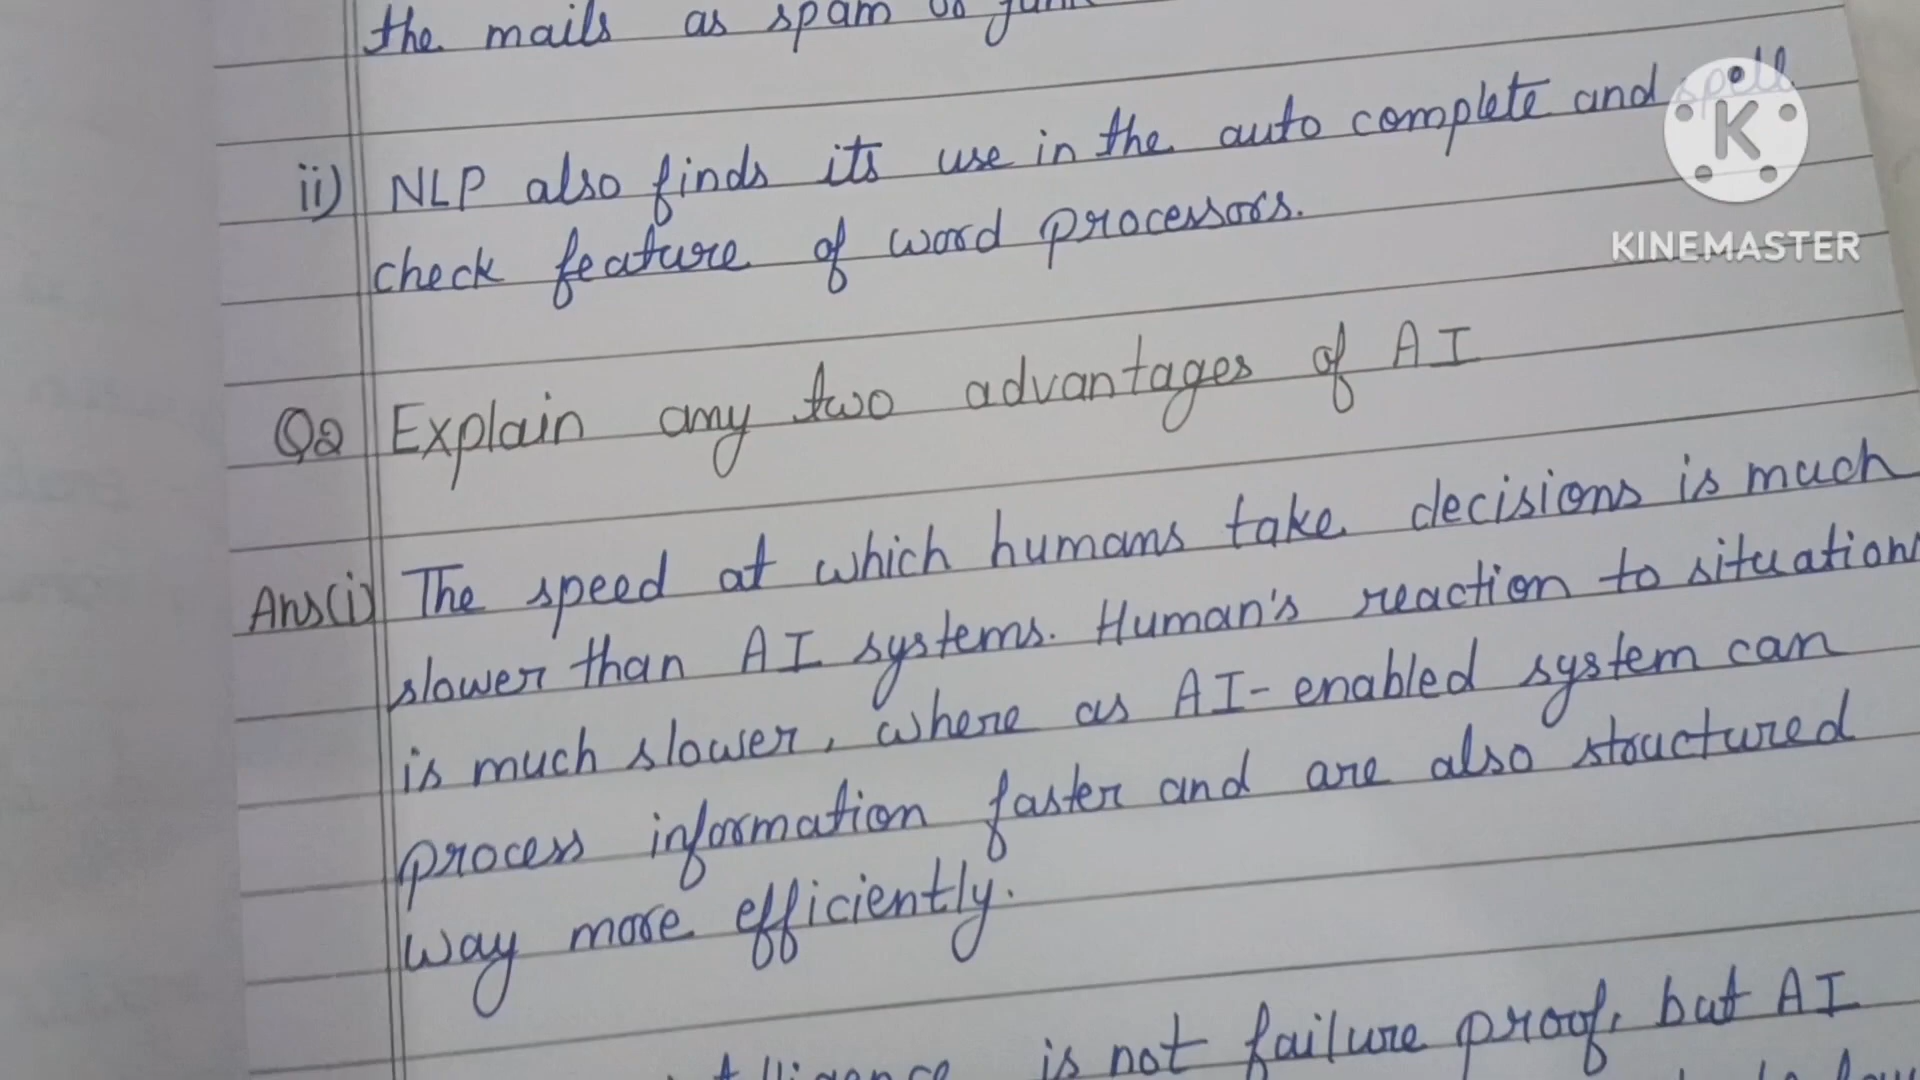 the mails as spam or
ii) NLP also finds its use in the auto complete and spell
check feature of word processors.
Q2 Explain any two advantages of AI
Ans(i) The speed at which humans take decisions is much
slower than AI systems. Human's reaction to situation
is much slower, where as AI-enabled system can
process information faster and are also structured
way more efficiently.
is not failure proof, but AI
K
KINEMASTER